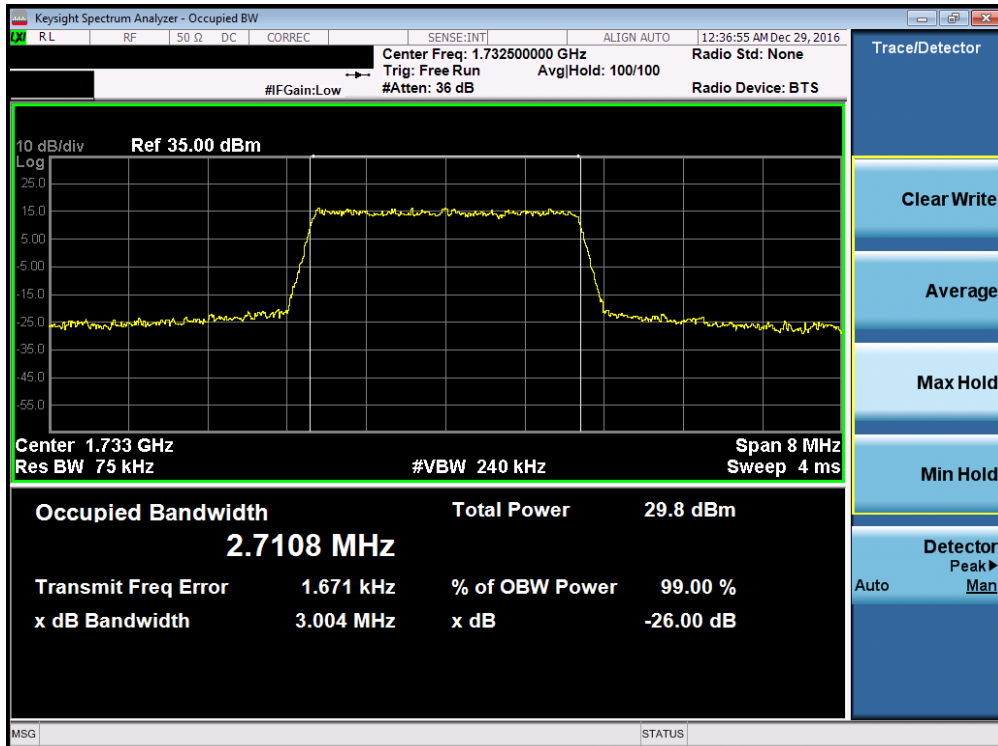 Keysight Spectrum Analyzer - Occupied BW
LXI RL RF 50 Ω DC CORREC SENSE:INT ALIGN AUTO 12:36:55 AM Dec 29, 2016
Center Freq: 1.732500000 GHz Radio Std: None
Trig: Free Run Avg|Hold: 100/100
#IFGain:Low #Atten: 36 dB Radio Device: BTS
10 dB/div Ref 35.00 dBm
Log
25.0
15.0
5.00
-5.00
-15.0
-25.0
-35.0
-45.0
-55.0
Center 1.733 GHz Span 8 MHz
Res BW 75 kHz #VBW 240 kHz Sweep 4 ms
Occupied Bandwidth Total Power 29.8 dBm
2.7108 MHz
Transmit Freq Error 1.671 kHz % of OBW Power 99.00 %
x dB Bandwidth 3.004 MHz x dB -26.00 dB
MSG STATUS
Trace/Detector
Clear Write
Average
Max Hold
Min Hold
Detector
Peak▶
Auto Man